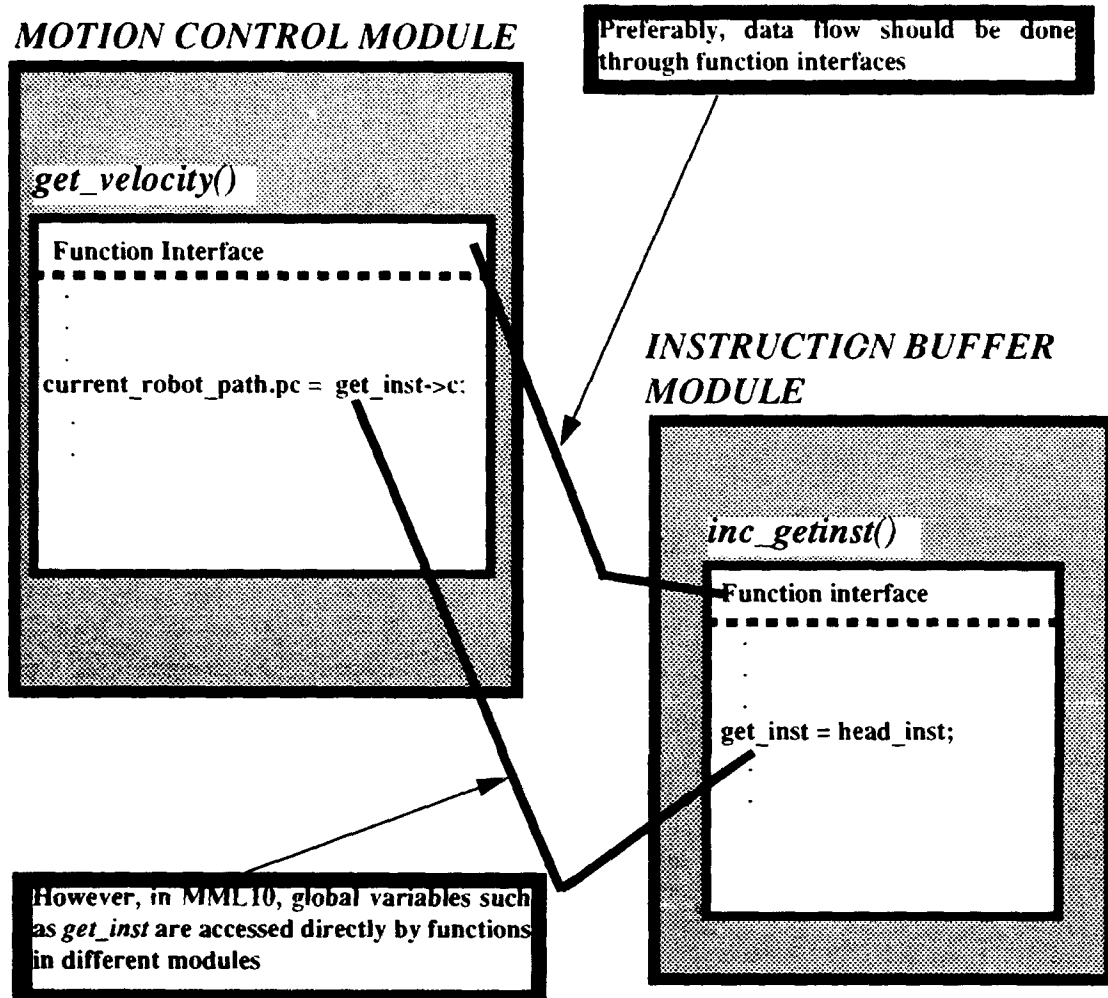 MOTION CONTROL MODULE
Preferably, data flow should be done
through function interfaces
get_velocity()
Function Interface
.
.
.
current_robot_path.pc = get_inst->c;
.
.
INSTRUCTION BUFFER
MODULE
inc_getinst()
Function interface
.
.
.
get_inst = head_inst;
.
.
However, in MML10, global variables such
as get_inst are accessed directly by functions
in different modules